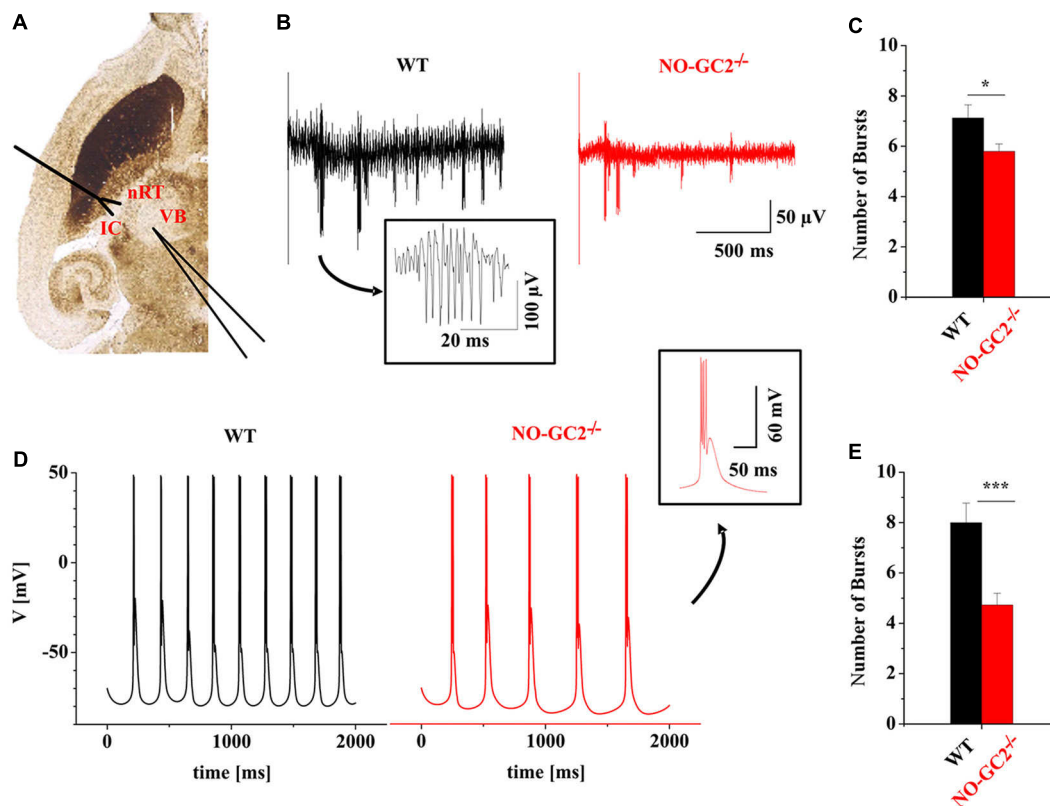 A
nRT
IC
VB
B
WT
NO-GC2-/-
50 µV
500 ms
100 µV
20 ms
C
Number of Bursts
10
8
6
4
2
0
*
WT
NO-GC2-/-
D
WT
NO-GC2-/-
60 mV
50 ms
V [mV]
50
0
-50
0
1000
2000
time [ms]
0
1000
2000
time [ms]
E
Number of Bursts
10
8
6
4
2
0
***
WT
NO-GC2-/-